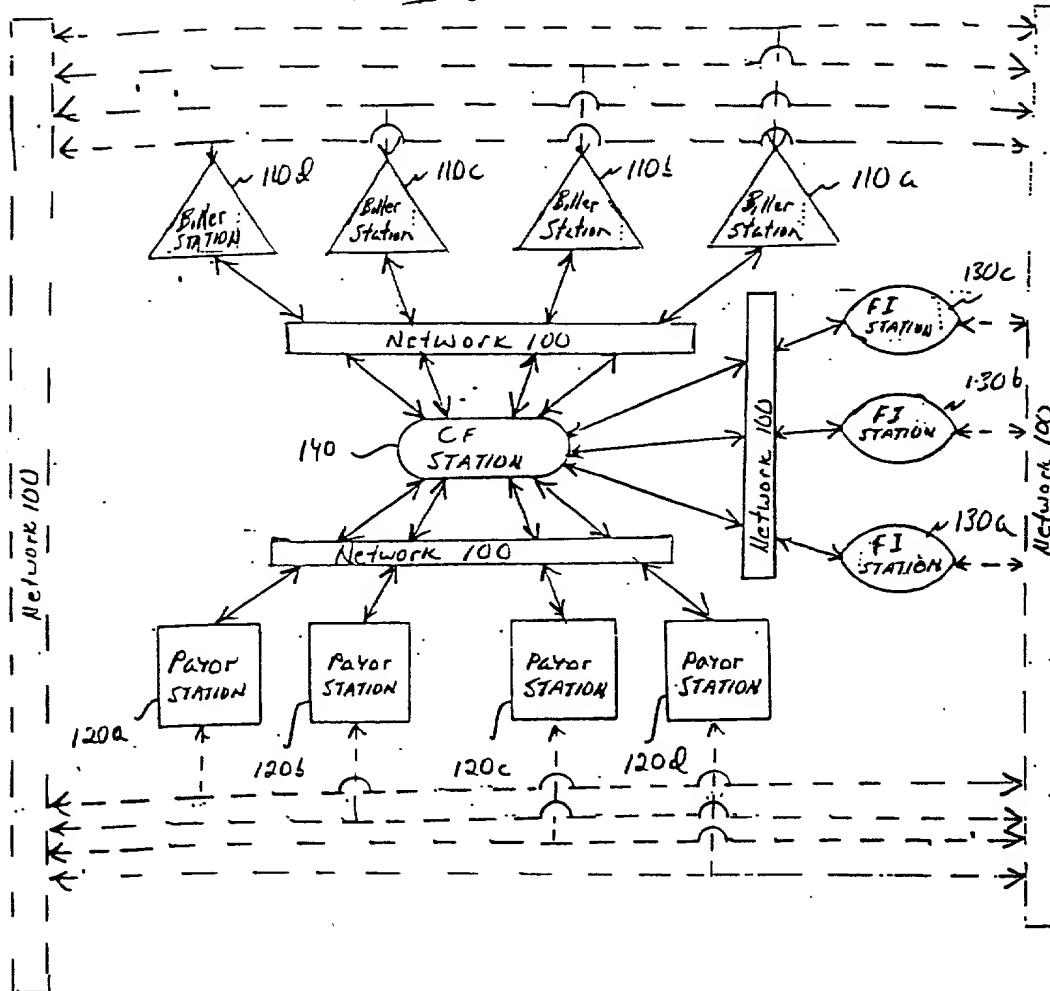 110d
110c
110b
110a
Biller
STATION
Biller
Station
Biller
Station
Biller
Station
130c
FI
STATION
Network 100
130b
FI
STATION
CF
STATION
140
Network 100
Network 100
Network 100
Network 100
130a
FI
STATION
Network 100
Payor
STATION
Payor
STATION
Payor
STATION
Payor
STATION
120a
120b
120c
120d